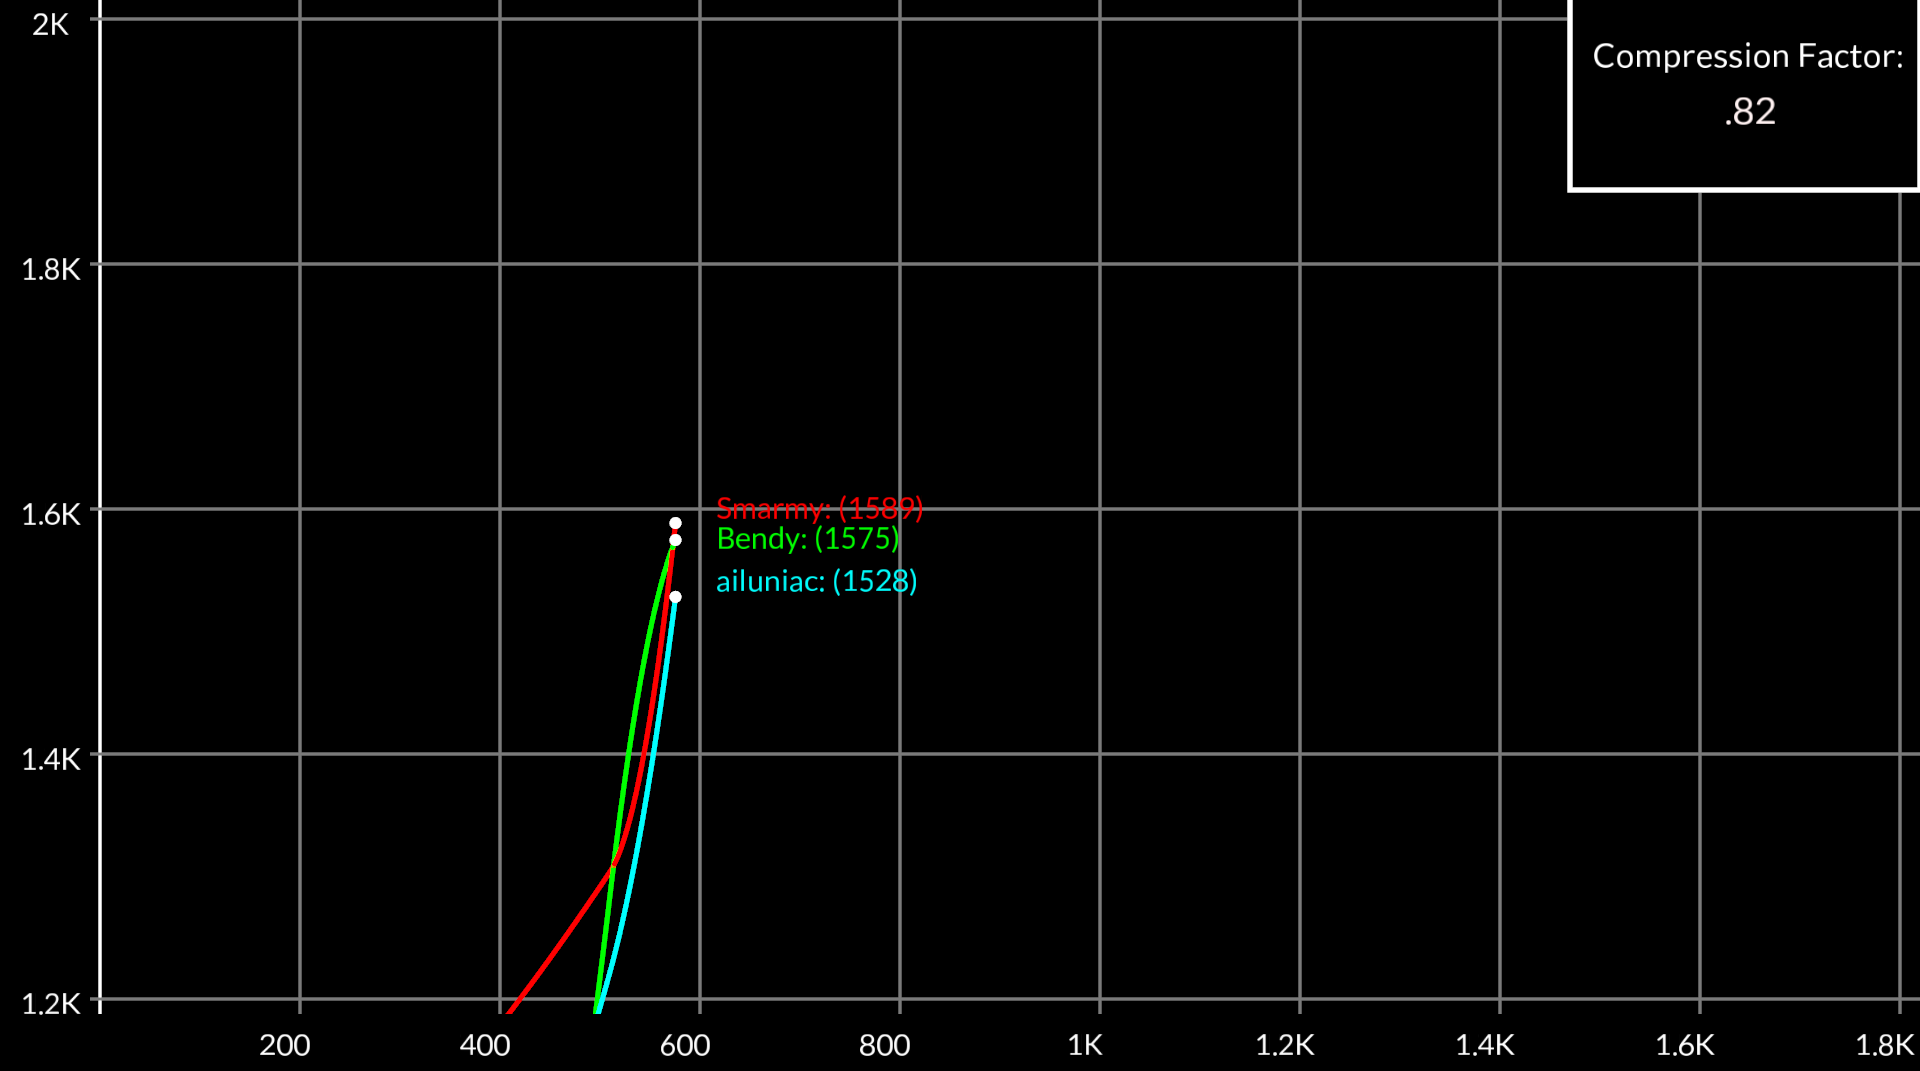 2K
Compression Factor:
.82
1.8K
1.6K
Smarmy: (1589)
Bendy: (1575)
ailuniac: (1528)
1.4K
1.2K
200 400 600 800 1K 1.2K 1.4K 1.6K 1.8K